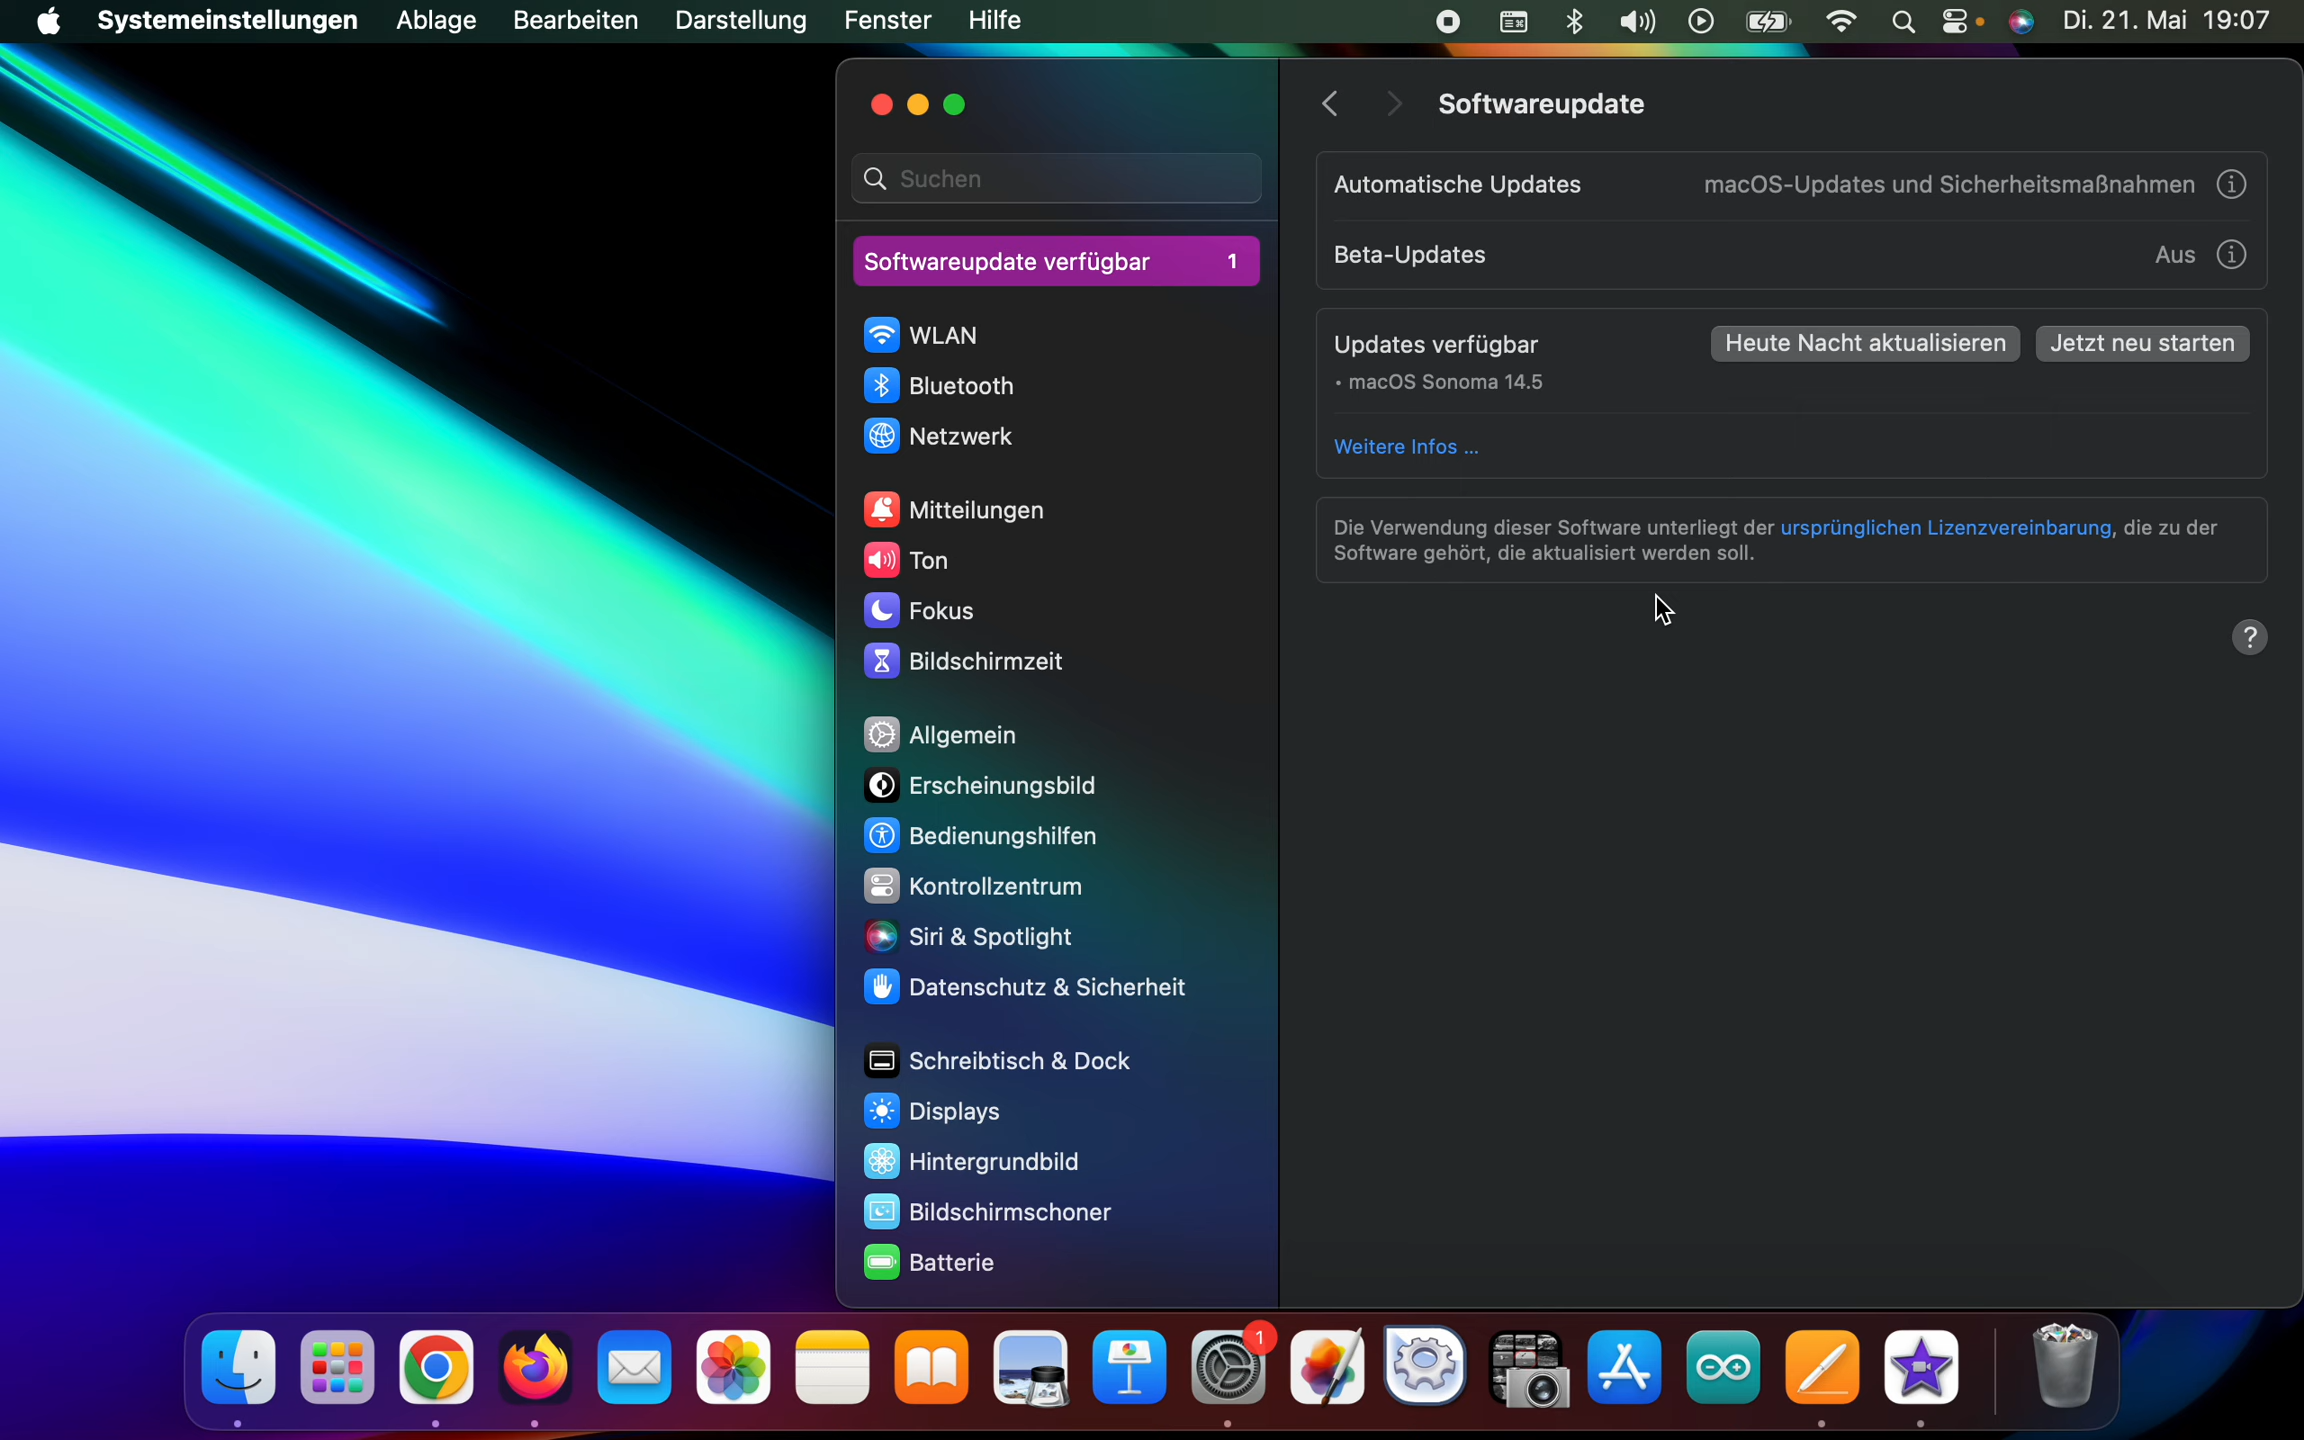 Systemeinstellungen Ablage Bearbeiten Darstellung Fenster Hilfe Di. 21. Mai 19:07
Softwareupdate
Suchen
Softwareupdate verfügbar 1
WLAN
Bluetooth
Netzwerk
Mitteilungen
Ton
Fokus
Bildschirmzeit
Allgemein
Erscheinungsbild
Bedienungshilfen
Kontrollzentrum
Siri & Spotlight
Datenschutz & Sicherheit
Schreibtisch & Dock
Displays
Hintergrundbild
Bildschirmschoner
Batterie
Automatische Updates macOS-Updates und Sicherheitsmaßnahmen
Beta-Updates Aus
Updates verfügbar Heute Nacht aktualisieren Jetzt neu starten
• macOS Sonoma 14.5
Weitere Infos ...
Die Verwendung dieser Software unterliegt der ursprünglichen Lizenzvereinbarung, die zu der
Software gehört, die aktualisiert werden soll.
?
1